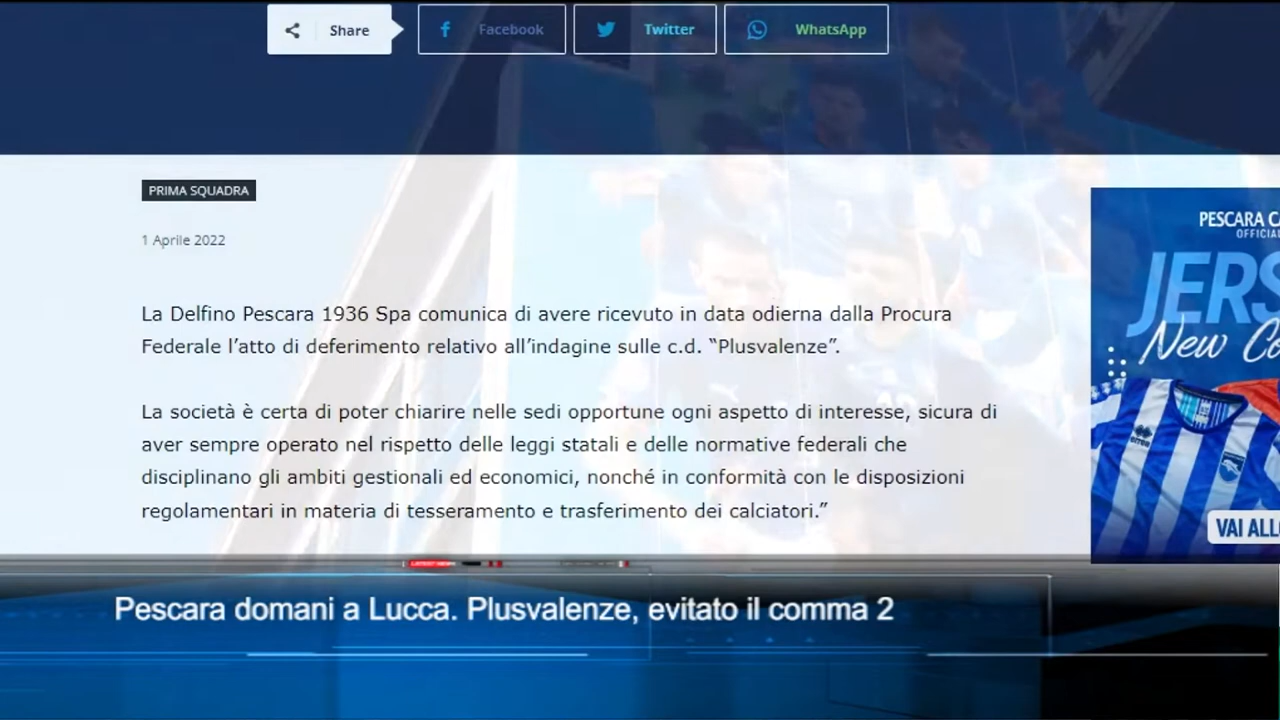 Share
Facebook
Twitter
WhatsApp
PRIMA SQUADRA
1 Aprile 2022
La Delfino Pescara 1936 Spa comunica di avere ricevuto in data odierna dalla Procura
Federale l’atto di deferimento relativo all’indagine sulle c.d. “Plusvalenze”.
La società è certa di poter chiarire nelle sedi opportune ogni aspetto di interesse, sicura di
aver sempre operato nel rispetto delle leggi statali e delle normative federali che
disciplinano gli ambiti gestionali ed economici, nonché in conformità con le disposizioni
regolamentari in materia di tesseramento e trasferimento dei calciatori.”
PESCARA CA
OFFICIA
JERS
New Co
VAI ALL
LATEST NEWS
Pescara domani a Lucca. Plusvalenze, evitato il comma 2